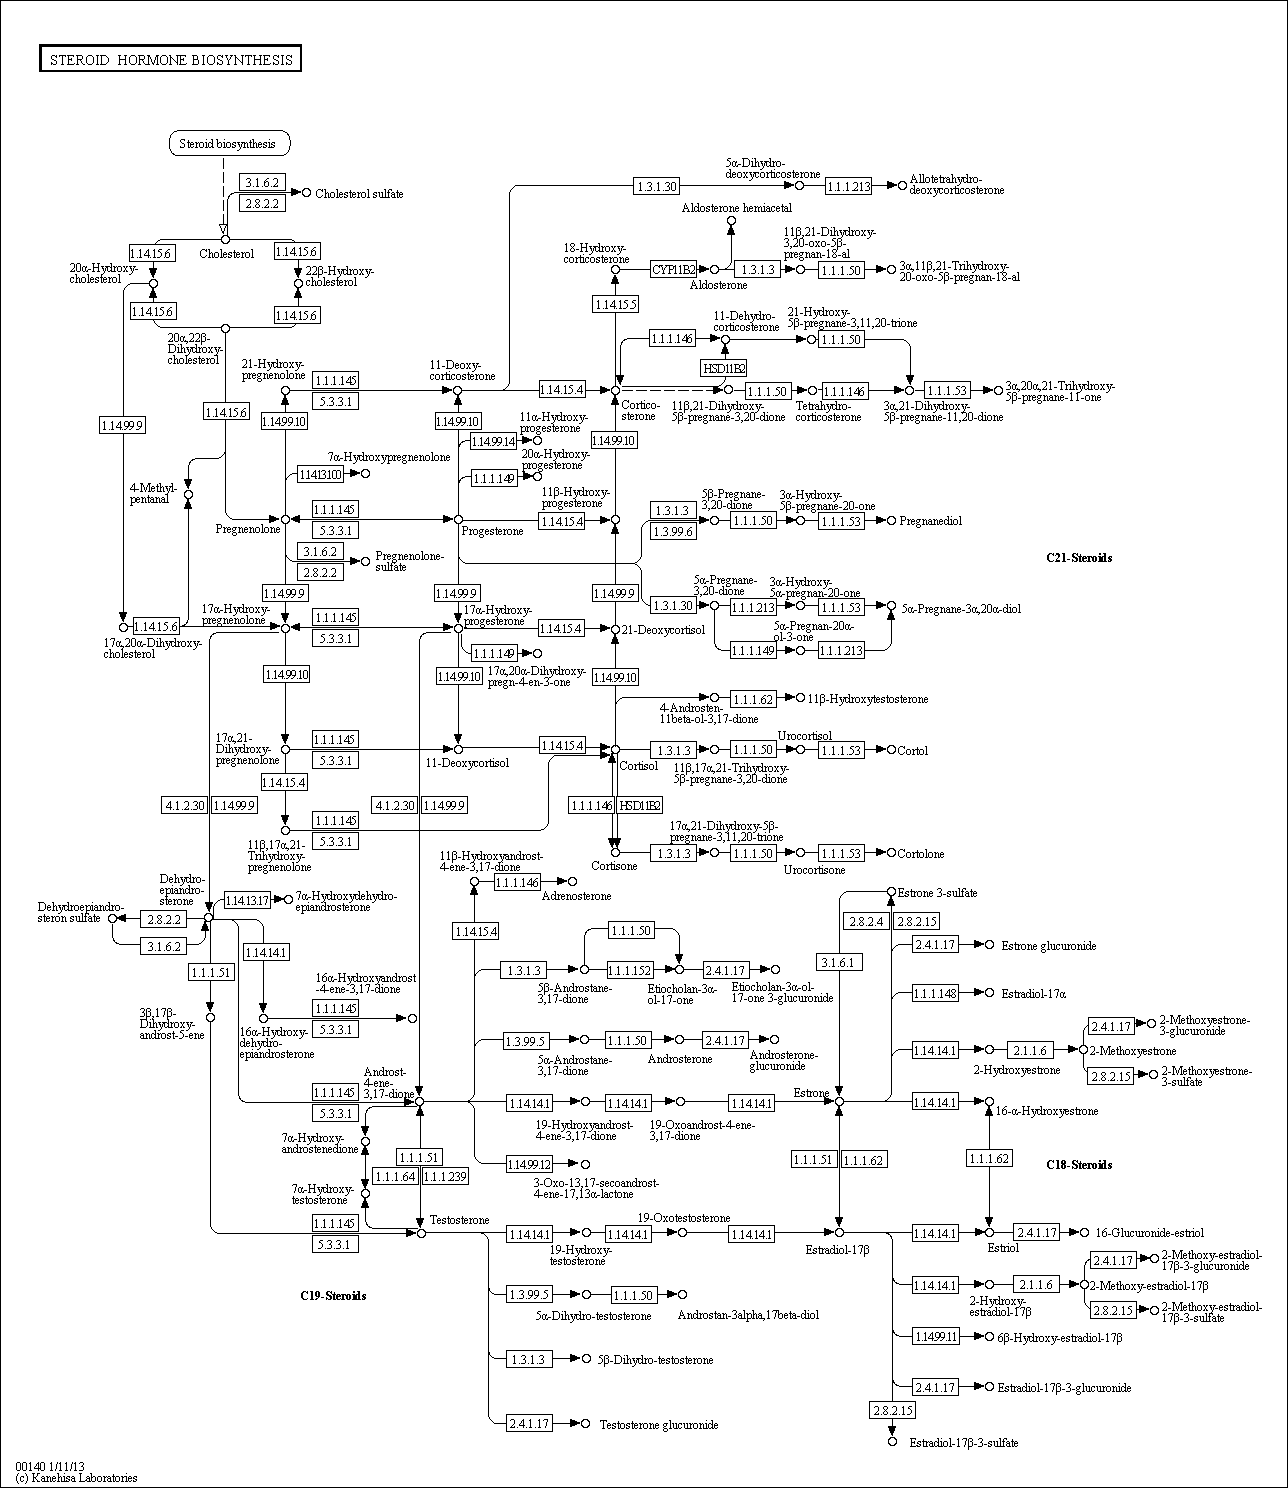 STEROID HORMONE BIOSYNTHESIS
Steroid biosynthesis
3.1.6.2
2.8.2.2
Cholesterol sulfate
1.14.15.6
1.14.15.6
Cholesterol
20α-Hydroxy-
cholesterol
22β-Hydroxy-
cholesterol
1.14.15.6
1.14.15.6
20α,22β-
Dihydroxy-
cholesterol
5α-Dihydro-
deoxycorticosterone
1.3.1.30
1.1.1.213
Allotetrahydro-
deoxycorticosterone
Aldosterone hemiacetal
18-Hydroxy-
corticosterone
CYP11B2
Aldosterone
1.3.1.3
11β,21-Dihydroxy-
3,20-oxo-5β-
pregnan-18-al
1.1.1.50
3α,11β,21-Trihydroxy-
20-oxo-5β-pregnan-18-al
1.14.15.5
11-Dehydro-
corticosterone
21-Hydroxy-
5β-pregnane-3,11,20-trione
1.1.1.146
1.1.1.50
HSD11B2
21-Hydroxy-
pregnenolone
1.1.1.145
5.3.3.1
11-Deoxy-
corticosterone
1.14.15.4
Cortico-
sterone
11β,21-Dihydroxy-
5β-pregnane-3,20-dione
1.1.1.50
Tetrahydro-
corticosterone
1.1.1.146
3α,21-Dihydroxy-
5β-pregnane-11,20-dione
1.1.1.53
3α,20α,21-Trihydroxy-
5β-pregnane-11-one
1.14.99.9
1.14.15.6
1.14.99.10
1.14.99.10
1.14.99.10
11α-Hydroxy-
progesterone
1.14.99.14
20α-Hydroxy-
progesterone
1.1.1.149
7α-Hydroxypregnenolone
1.14.13.100
4-Methyl-
pentanal
11β-Hydroxy-
progesterone
Pregnenolone
1.1.1.145
5.3.3.1
Progesterone
1.14.15.4
1.3.1.3
1.3.99.6
5β-Pregnane-
3,20-dione
1.1.1.50
3α-Hydroxy-
5β-pregnane-20-one
1.1.1.53
Pregnanediol
3.1.6.2
2.8.2.2
Pregnenolone-
sulfate
C21-Steroids
1.14.99.9
1.14.99.9
1.14.99.9
1.3.1.30
5α-Pregnane-
3,20-dione
1.1.1.213
3α-Hydroxy-
5α-pregnan-20-one
1.1.1.53
5α-Pregnane-3α,20α-diol
1.1.1.149
5α-Pregnan-20α-
ol-3-one
1.1.1.213
1.14.15.6
17α,20α-Dihydroxy-
cholesterol
17α-Hydroxy-
pregnenolone
1.1.1.145
5.3.3.1
17α-Hydroxy-
progesterone
1.14.15.4
21-Deoxycortisol
1.1.1.149
17α,20α-Dihydroxy-
pregn-4-en-3-one
1.14.99.10
1.14.99.10
1.14.99.10
4-Androsten-
11beta-ol-3,17-dione
1.1.1.62
11β-Hydroxytestosterone
17α,21-
Dihydroxy-
pregnenolone
1.1.1.145
5.3.3.1
11-Deoxycortisol
1.14.15.4
Cortisol
1.3.1.3
11β,17α,21-Trihydroxy-
5β-pregnane-3,20-dione
1.1.1.50
Urocortisol
1.1.1.53
Cortol
1.14.15.4
4.1.2.30
1.14.99.9
4.1.2.30
1.14.99.9
1.1.1.146
HSD11B2
1.1.1.145
5.3.3.1
11β,17α,21-
Trihydroxy-
pregnenolone
Cortisone
17α,21-Dihydroxy-5β-
pregnane-3,11,20-trione
1.3.1.3
1.1.1.50
Urocortisone
1.1.1.53
Cortolone
11β-Hydroxyandrost-
4-ene-3,17-dione
1.1.1.146
Adrenosterone
Dehydro-
epiandro-
sterone
1.14.13.17
7α-Hydroxydehydro-
epiandrosterone
Dehydroepiandro-
steron sulfate
2.8.2.2
3.1.6.2
1.14.14.1
1.1.1.51
1.14.15.4
Estrone 3-sulfate
2.8.2.4
2.8.2.15
3.1.6.1
2.4.1.17
Estrone glucuronide
1.1.1.50
1.3.1.3
5β-Androstane-
3,17-dione
1.1.1.152
Etiocholan-3α-
ol-17-one
2.4.1.17
Etiocholan-3α-ol-
17-one 3-glucuronide
1.1.1.148
Estradiol-17α
3β,17β-
Dihydroxy-
androst-5-ene
16α-Hydroxy-
dehydro-
epiandrosterone
16α-Hydroxyandrost
-4-ene-3,17-dione
1.1.1.145
5.3.3.1
1.3.99.5
5α-Androstane-
3,17-dione
1.1.1.50
Androsterone
2.4.1.17
Androsterone-
glucuronide
1.14.14.1
2-Hydroxyestrone
2.1.1.6
2-Methoxyestrone
2.4.1.17
2-Methoxyestrone-
3-glucuronide
2.8.2.15
2-Methoxyestrone-
3-sulfate
1.1.1.145
5.3.3.1
Androst-
4-ene-
3,17-dione
1.14.14.1
19-Hydroxyandrost-
4-ene-3,17-dione
1.14.14.1
19-Oxoandrost-4-ene-
3,17-dione
1.14.14.1
Estrone
1.14.14.1
16-α-Hydroxyestrone
7α-Hydroxy-
androstenedione
1.1.1.51
1.1.1.64
1.1.1.239
1.14.99.12
3-Oxo-13,17-secoandrost-
4-ene-17,13α-lactone
1.1.1.51
1.1.1.62
1.1.1.62
C18-Steroids
7α-Hydroxy-
testosterone
1.1.1.145
5.3.3.1
Testosterone
1.14.14.1
19-Hydroxy-
testosterone
1.14.14.1
19-Oxotestosterone
1.14.14.1
Estradiol-17β
1.14.14.1
Estriol
2.4.1.17
16-Glucuronide-estriol
1.14.14.1
2-Hydroxy-
estradiol-17β
2.1.1.6
2-Methoxy-estradiol-17β
2.4.1.17
2-Methoxy-estradiol-
17β-3-glucuronide
2.8.2.15
2-Methoxy-estradiol-
17β-3-sulfate
C19-Steroids
1.3.99.5
5α-Dihydro-testosterone
1.1.1.50
Androstan-3alpha,17beta-diol
1.14.99.11
6β-Hydroxy-estradiol-17β
1.3.1.3
5β-Dihydro-testosterone
2.4.1.17
Estradiol-17β-3-glucuronide
2.8.2.15
Estradiol-17β-3-sulfate
2.4.1.17
Testosterone glucuronide
00140 1/11/13
(c) Kanehisa Laboratories